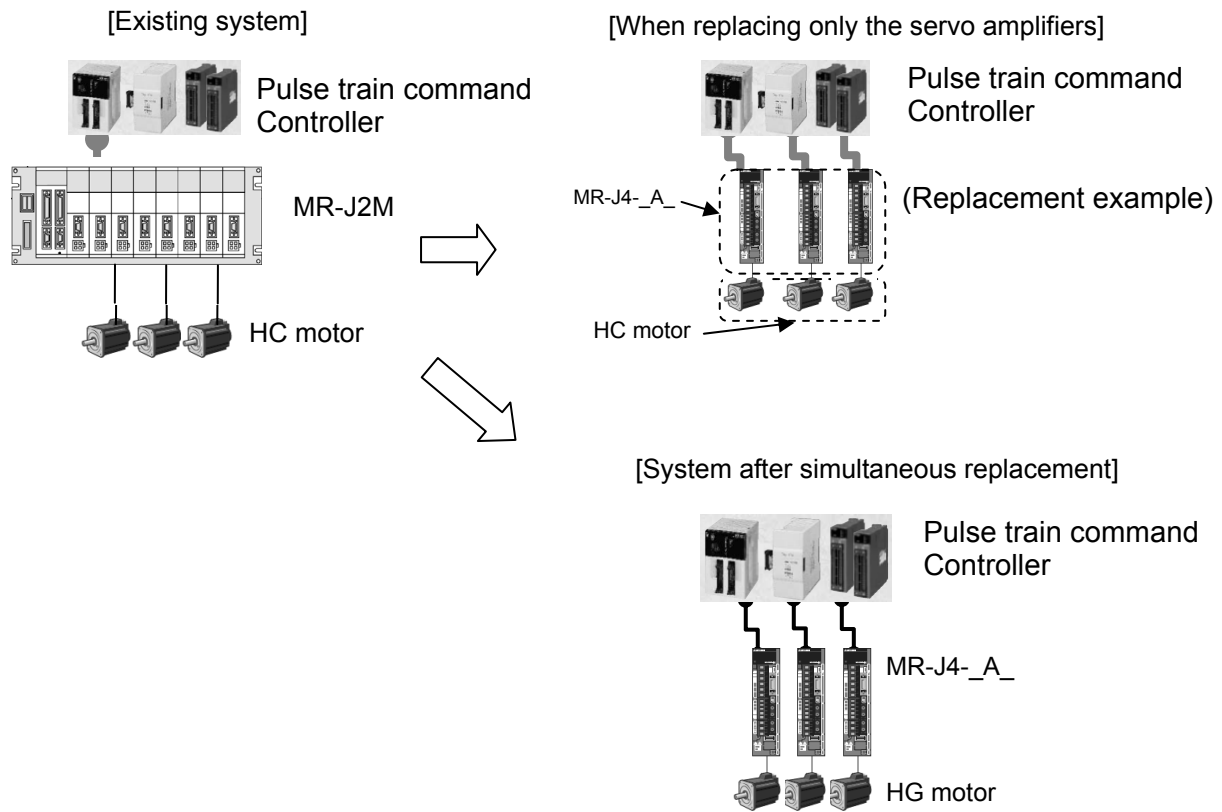 [Existing system]
Pulse train command
Controller
MR-J2M
HC motor
[When replacing only the servo amplifiers]
Pulse train command
Controller
MR-J4-_A_
(Replacement example)
HC motor
[System after simultaneous replacement]
Pulse train command
Controller
MR-J4-_A_
HG motor